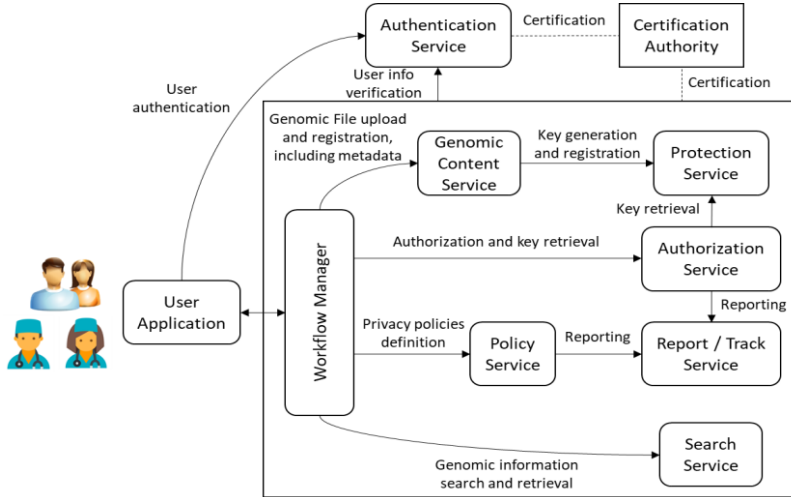 Authentication
Service
Certification
Certification
Authority
User
authentication
User info
verification
Certification
Genomic File upload
and registration,
including metadata
Genomic
Content
Service
Key generation
and registration
Protection
Service
Key retrieval
Workflow Manager
Authorization and key retrieval
Authorization
Service
User
Application
Reporting
Privacy policies
definition
Policy
Service
Reporting
Report / Track
Service
Search
Service
Genomic information
search and retrieval